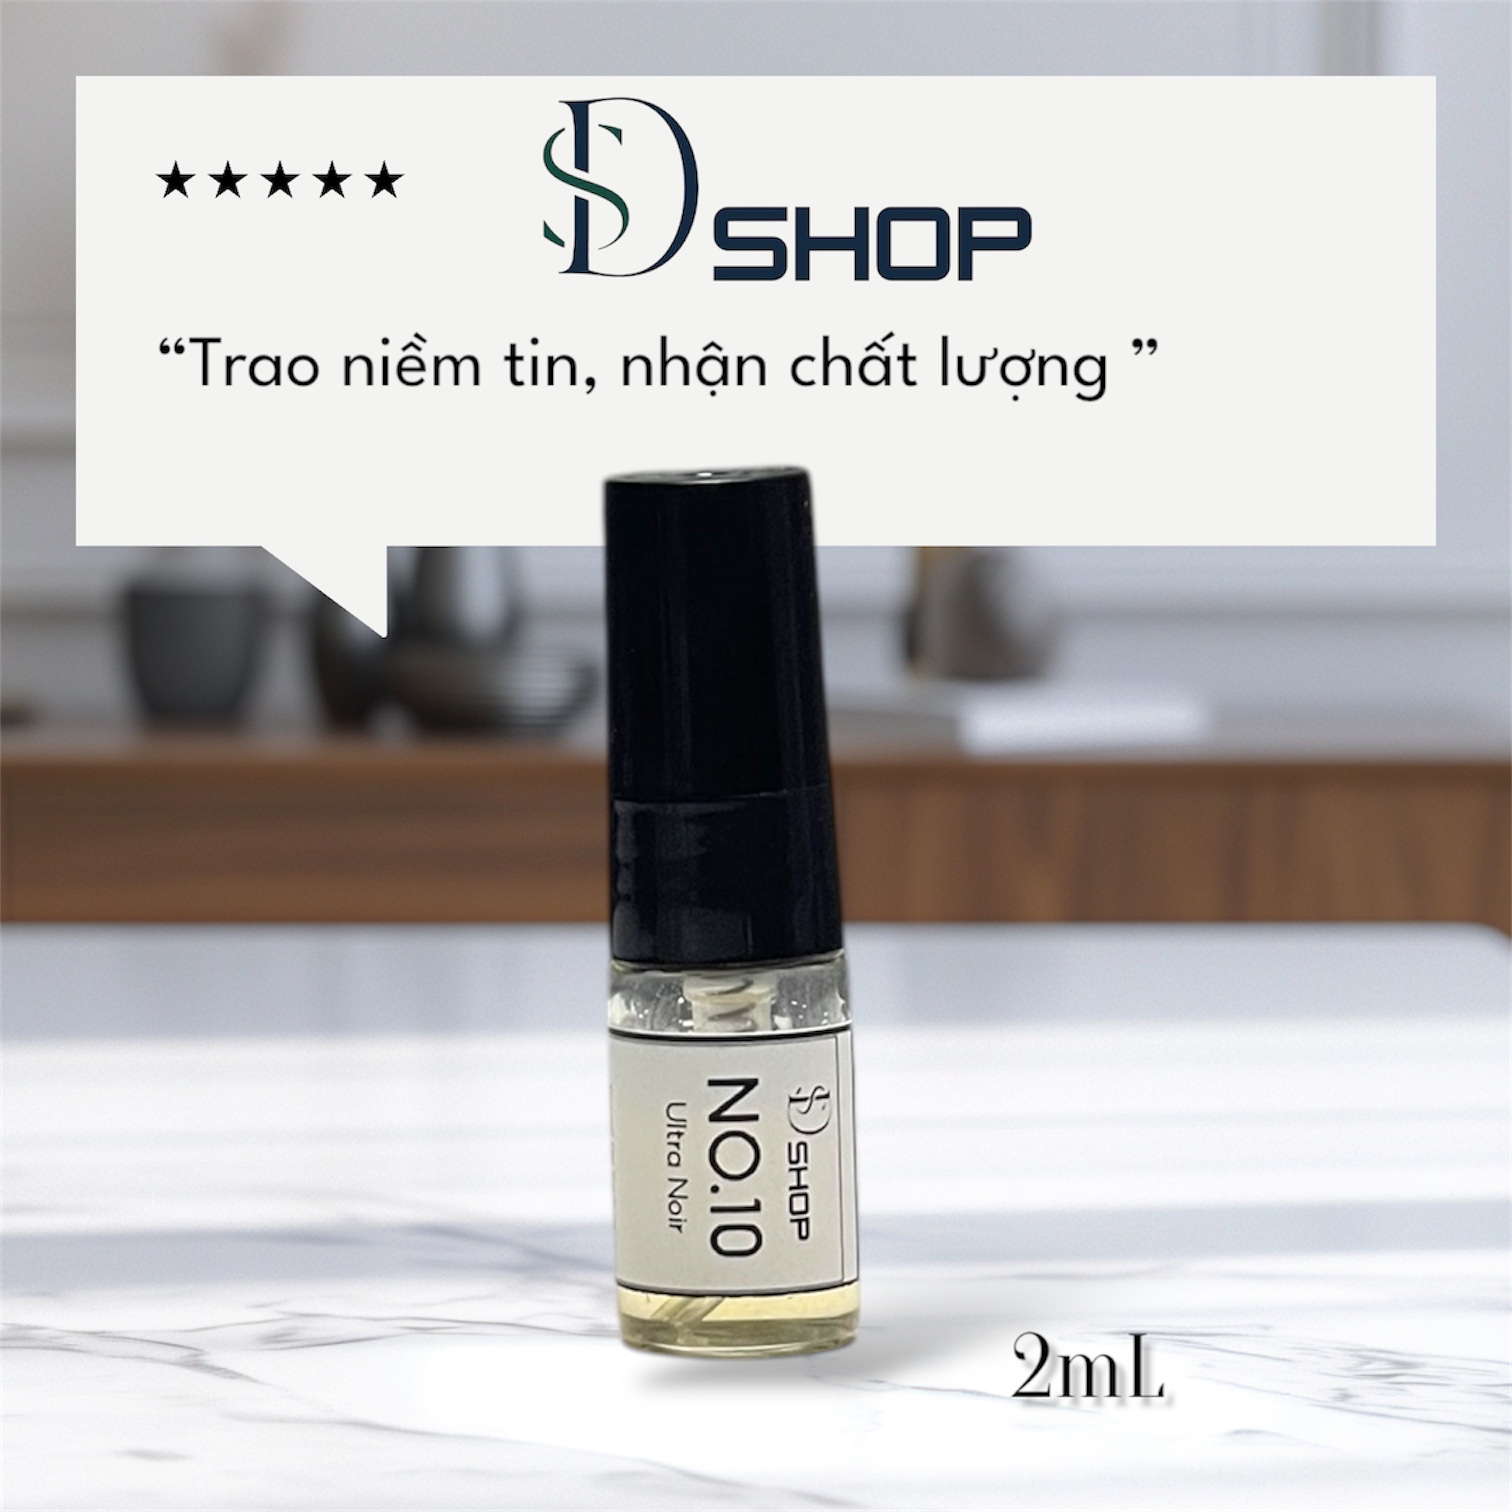 ★★★★★
SD SHOP
“Trao niềm tin, nhận chất lượng ”
SD SHOP
NO.10
Ultra Noir
2mL